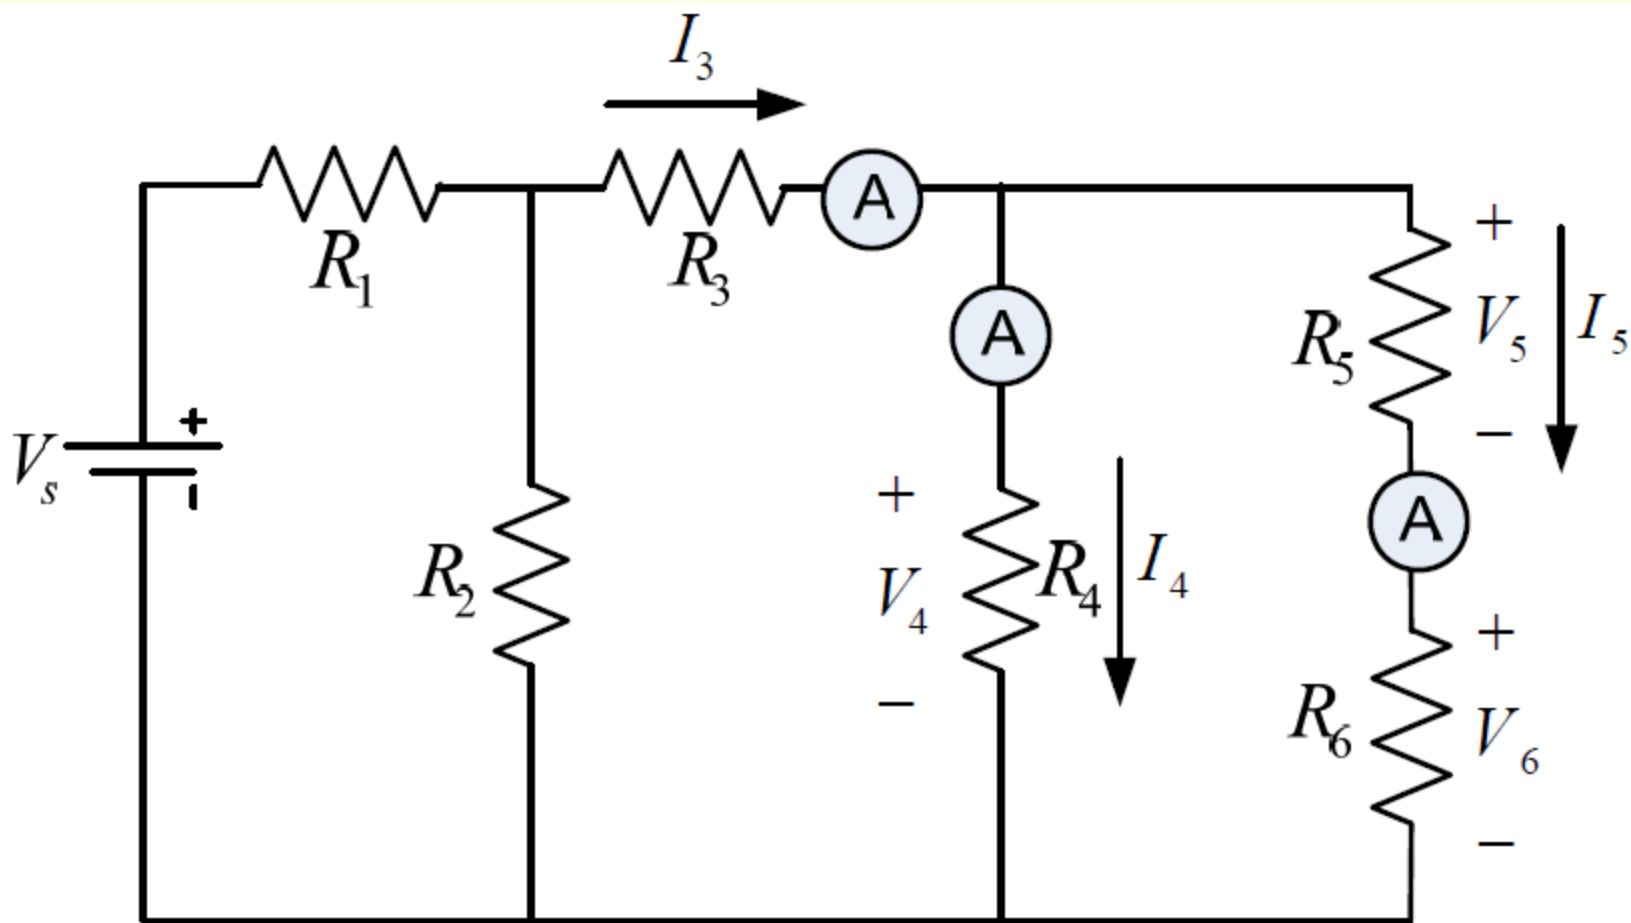 I₃
R₁
R₃
A
A
A
+
V₅
−
I₅
R₅
Vₛ
+
-
R₂
+
V₄
−
R₄
I₄
R₆
+
V₆
−